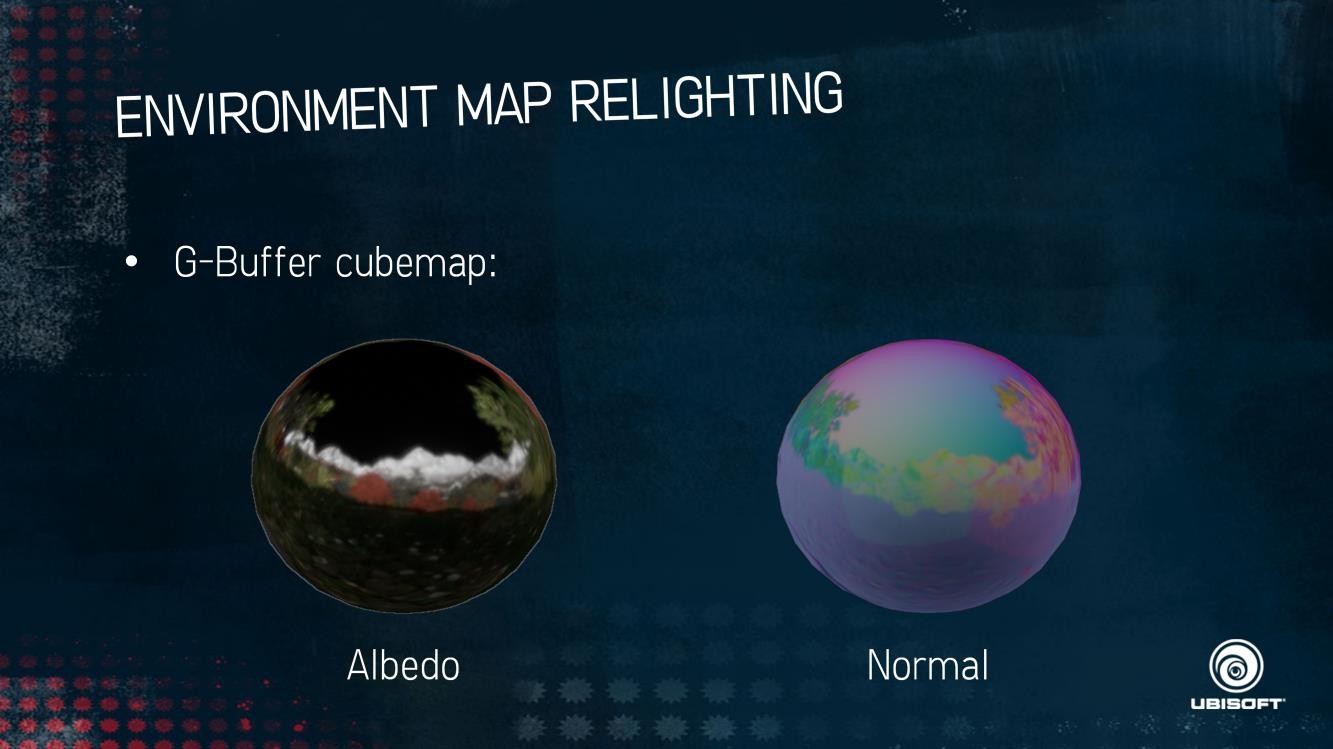 ENVIRONMENT MAP RELIGHTING
• G-Buffer cubemap:
Albedo
Normal
UBISOFT